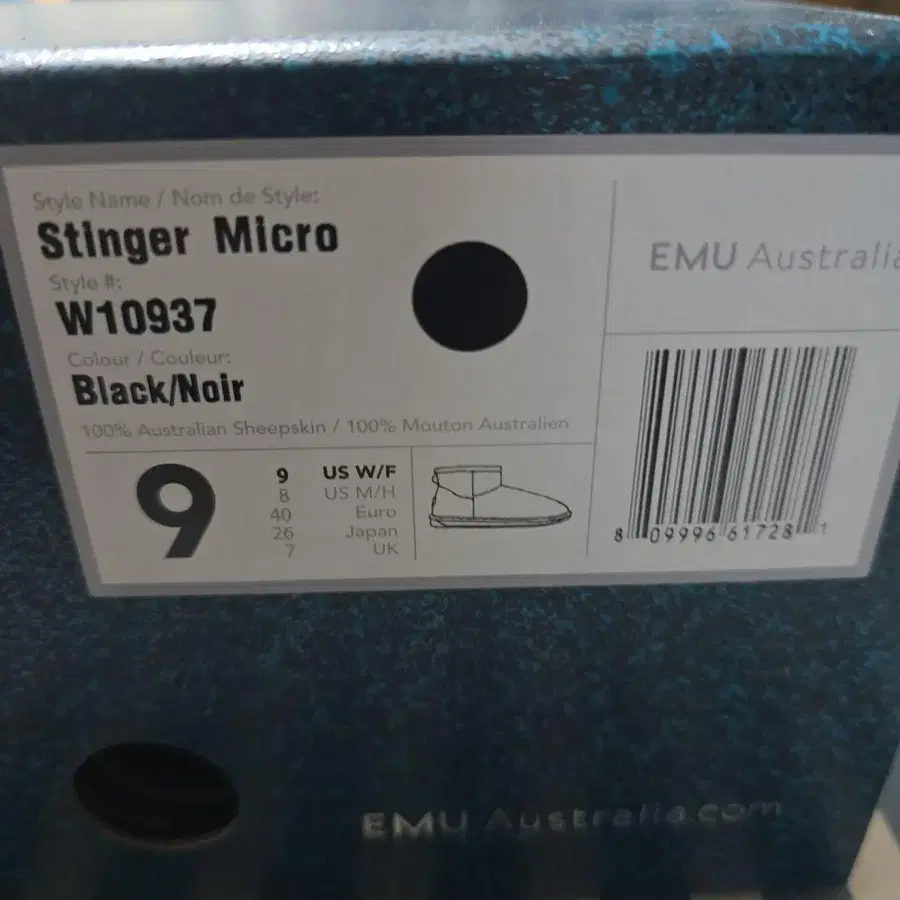 Style Name / Nom de Style:
Stinger Micro
Style #:
W10937
Colour / Couleur:
Black/Noir
100% Australian Sheepskin / 100% Mouton Australien
9
9 US W/F
8 US M/H
40 Euro
26 Japan
7 UK
EMU Australia
8 09996 61728 1
EMU Australia.com